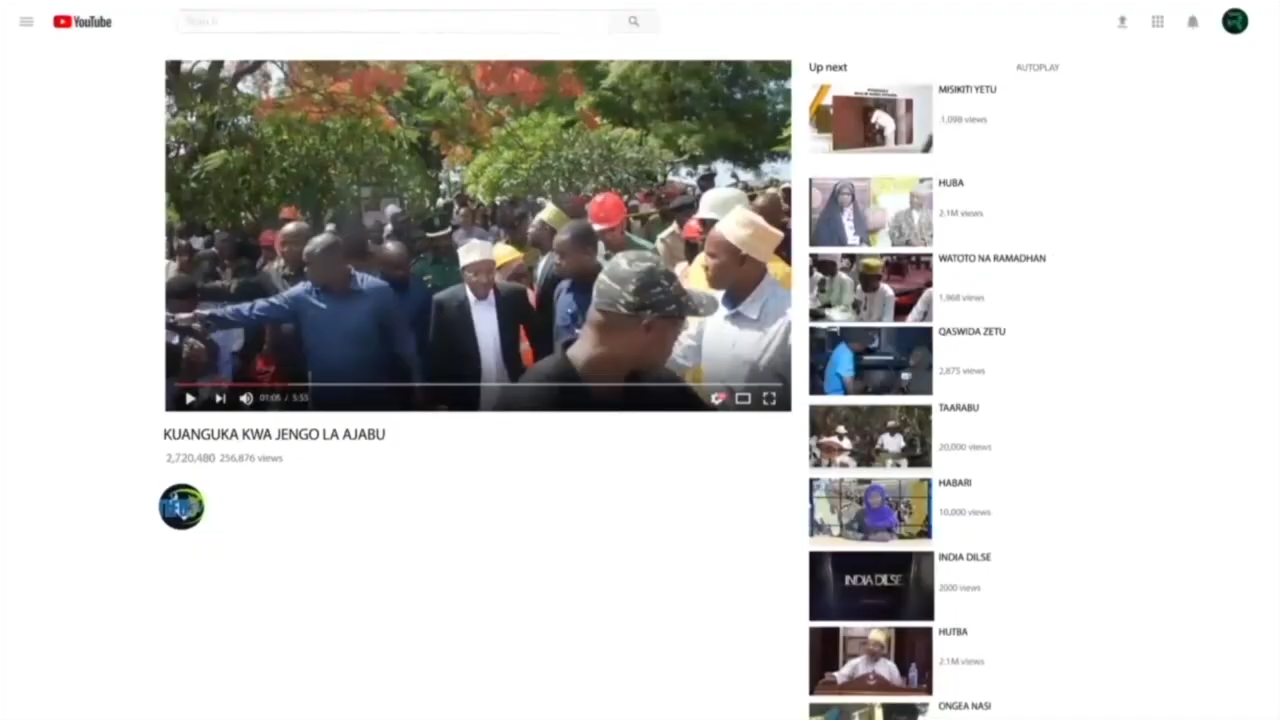 YouTube
Search
01:05 / 5:55
KUANGUKA KWA JENGO LA AJABU
2,720,480 256,876 views
NEWS
Up next
AUTOPLAY
MISIKITI YETU
1,098 views
HUBA
2.1M views
WATOTO NA RAMADHAN
1,968 views
QASWIDA ZETU
2,875 views
TAARABU
20,000 views
HABARI
10,000 views
INDIA DILSE
INDIA DILSE
2000 views
HUTBA
2.1M views
ONGEA NASI